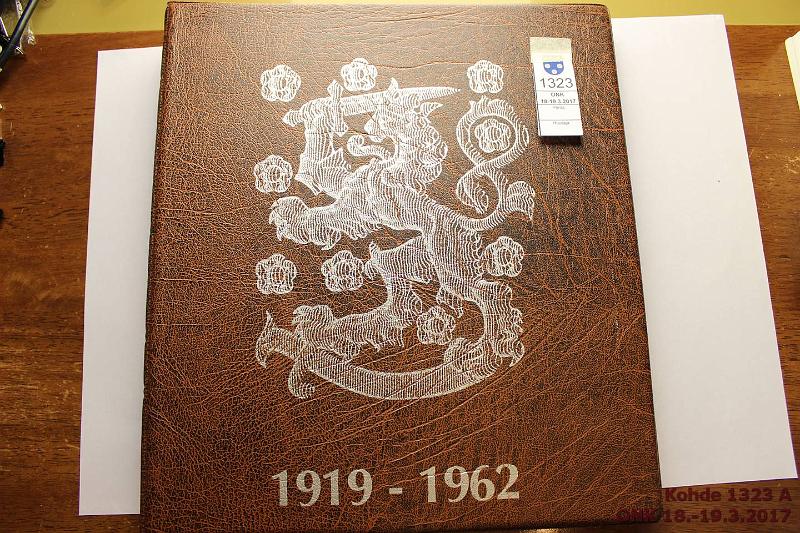 1323
ONK
18-19.3.2017
1919 - 1962
Kohde 1323 A
ONK 18.-19.3.2017